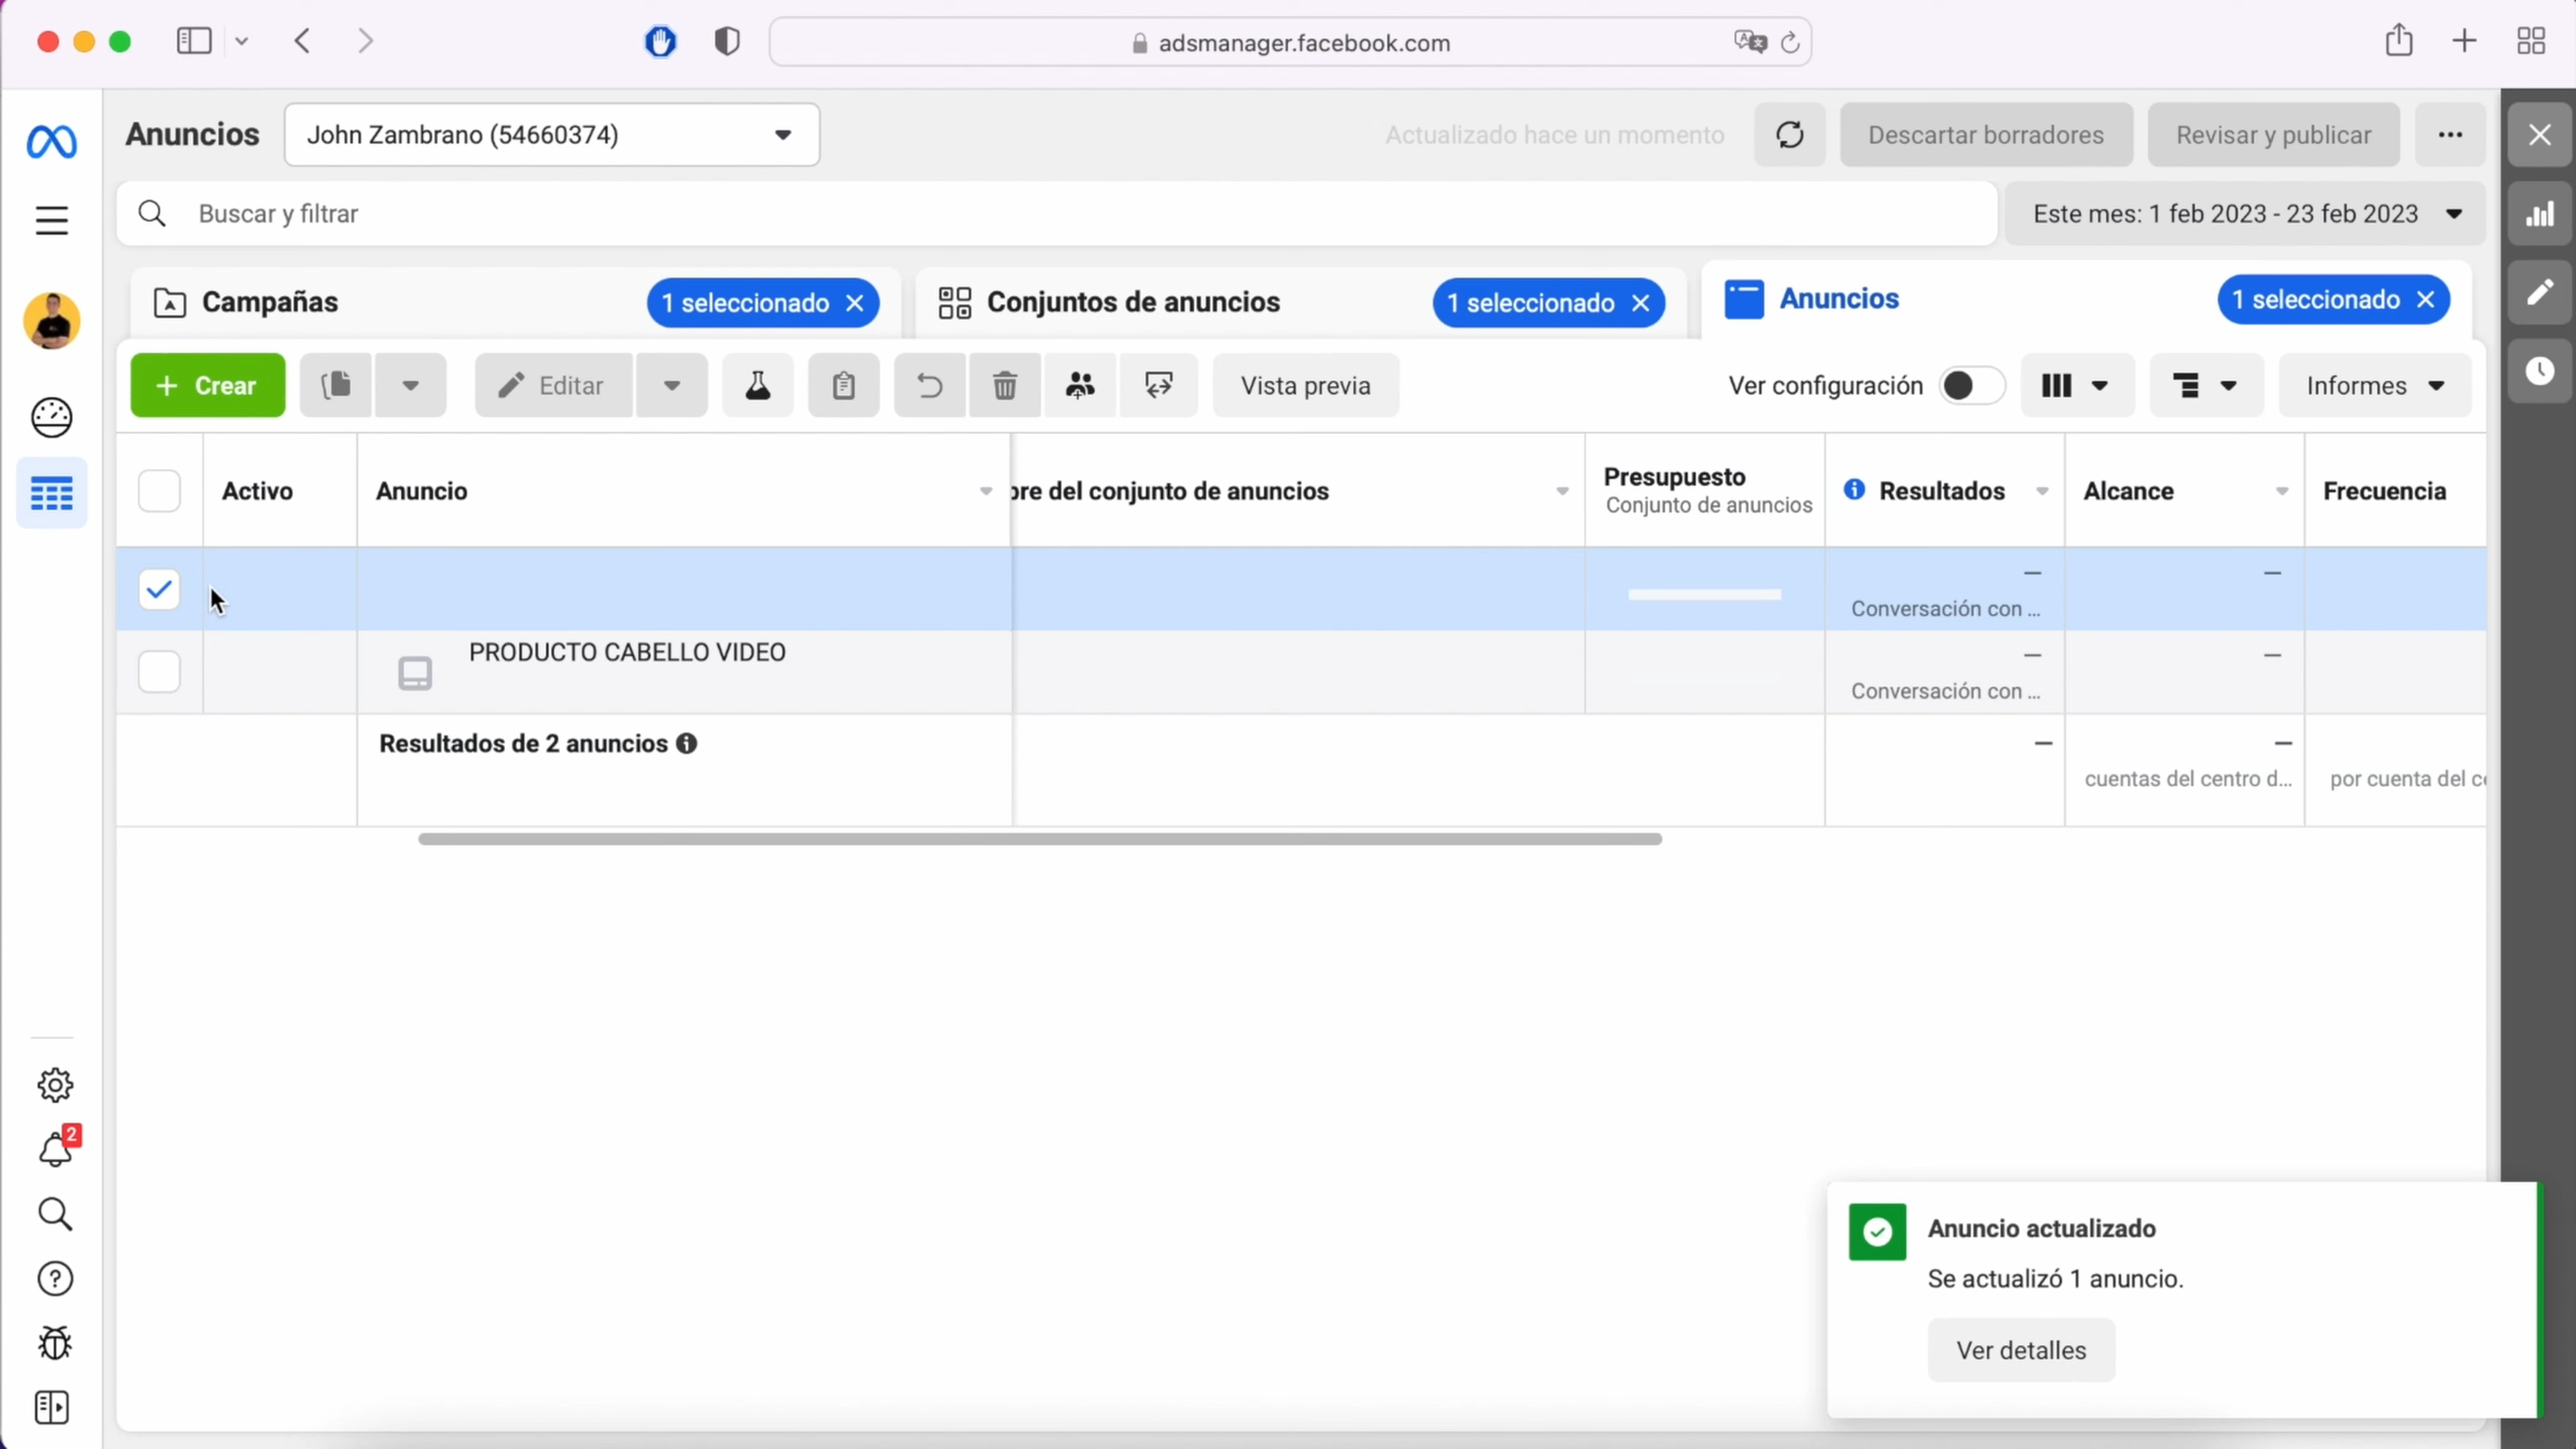 adsmanager.facebook.com
Anuncios
John Zambrano (54660374)
Actualizado hace un momento
Descartar borradores
Revisar y publicar
Buscar y filtrar
Este mes: 1 feb 2023 - 23 feb 2023
Campañas
1 seleccionado
Conjuntos de anuncios
1 seleccionado
Anuncios
1 seleccionado
+ Crear
Editar
Vista previa
Ver configuración
Informes
Activo
Anuncio
bre del conjunto de anuncios
Presupuesto
Conjunto de anuncios
Resultados
Alcance
Frecuencia
—
—
Conversación con ...
PRODUCTO CABELLO VIDEO
—
—
Conversación con ...
Resultados de 2 anuncios
—
—
cuentas del centro d...
por cuenta del ce
2
Anuncio actualizado
Se actualizó 1 anuncio.
Ver detalles